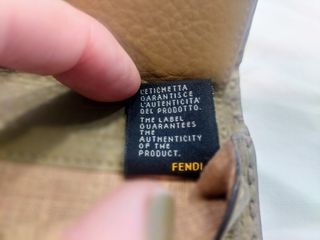 L'ETICHETTA
GARANTISCE
L'AUTENTICITA'
DEL PRODOTTO.
THE LABEL
GUARANTEES
THE
AUTHENTICITY
OF THE
PRODUCT.
FENDI